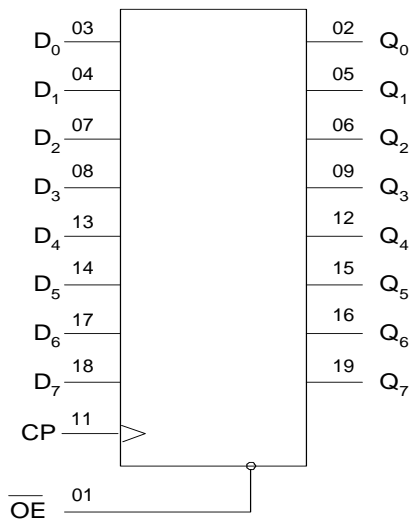 D0 03 02 Q0
D1 04 05 Q1
D2 07 06 Q2
D3 08 09 Q3
D4 13 12 Q4
D5 14 15 Q5
D6 17 16 Q6
D7 18 19 Q7
CP 11
O̅E̅ 01